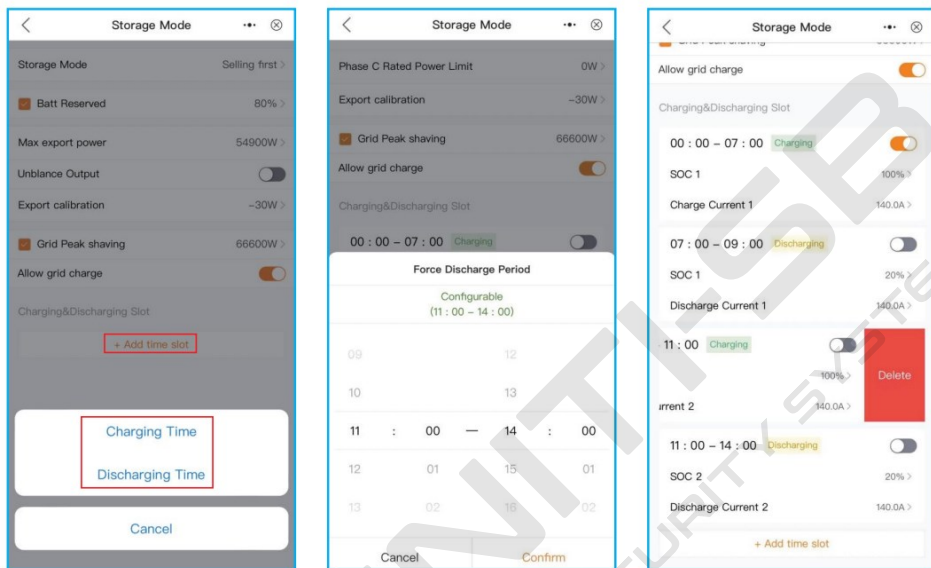 Storage Mode
Storage Mode Selling first >
Batt Reserved 80% >
Max export power 54900W >
Unblance Output
Export calibration -30W >
Grid Peak shaving 66600W >
Allow grid charge
Charging&Discharging Slot
+ Add time slot
Charging Time
Discharging Time
Cancel
Storage Mode
Phase C Rated Power Limit 0W >
Export calibration -30W >
Grid Peak shaving 66600W >
Allow grid charge
Charging&Discharging Slot
00 : 00 - 07 : 00 Charging
Force Discharge Period
Configurable
(11 : 00 - 14 : 00)
09 12
10 13
11 : 00 — 14 : 00
12 01 15 01
13 02 16 02
Cancel Confirm
Storage Mode
Allow grid charge
Charging&Discharging Slot
00 : 00 - 07 : 00 Charging
SOC 1 100% >
Charge Current 1 140.0A >
07 : 00 - 09 : 00 Discharging
SOC 1 20% >
Discharge Current 1 140.0A >
11 : 00 Charging
100% > Delete
urrent 2 140.0A >
11 : 00 - 14 : 00 Discharging
SOC 2 20% >
Discharge Current 2 140.0A >
+ Add time slot